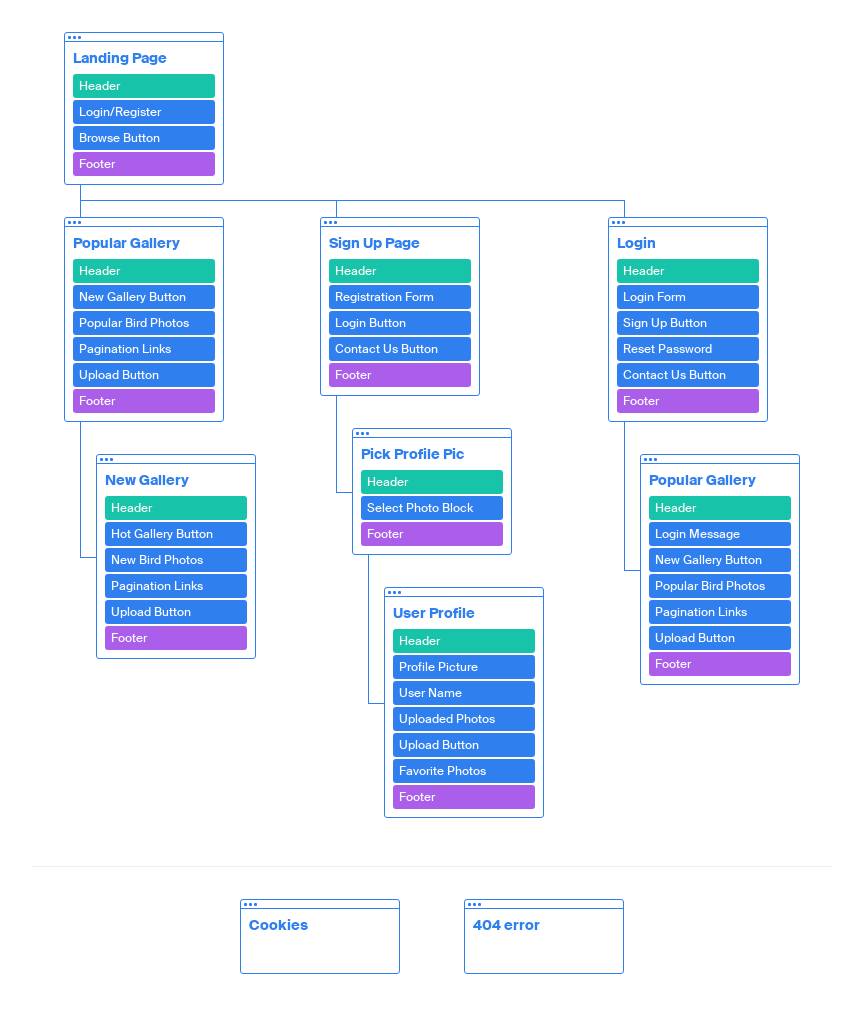 Landing Page
Header
Login/Register
Browse Button
Footer
Popular Gallery
Header
New Gallery Button
Popular Bird Photos
Pagination Links
Upload Button
Footer
New Gallery
Header
Hot Gallery Button
New Bird Photos
Pagination Links
Upload Button
Footer
Sign Up Page
Header
Registration Form
Login Button
Contact Us Button
Footer
Pick Profile Pic
Header
Select Photo Block
Footer
User Profile
Header
Profile Picture
User Name
Uploaded Photos
Upload Button
Favorite Photos
Footer
Login
Header
Login Form
Sign Up Button
Reset Password
Contact Us Button
Footer
Popular Gallery
Header
Login Message
New Gallery Button
Popular Bird Photos
Pagination Links
Upload Button
Footer
Cookies
404 error